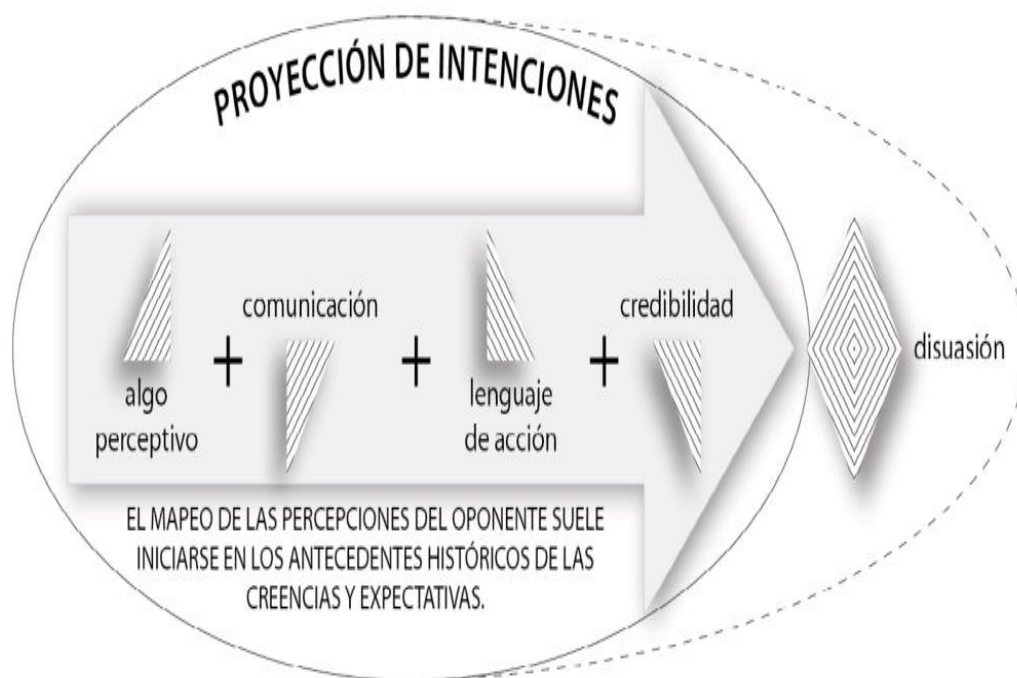 PROYECCIÓN DE INTENCIONES
algo
perceptivo
+
comunicación
+
lenguaje
de acción
+
credibilidad
disuasión
EL MAPEO DE LAS PERCEPCIONES DEL OPONENTE SUELE
INICIARSE EN LOS ANTECEDENTES HISTÓRICOS DE LAS
CREENCIAS Y EXPECTATIVAS.